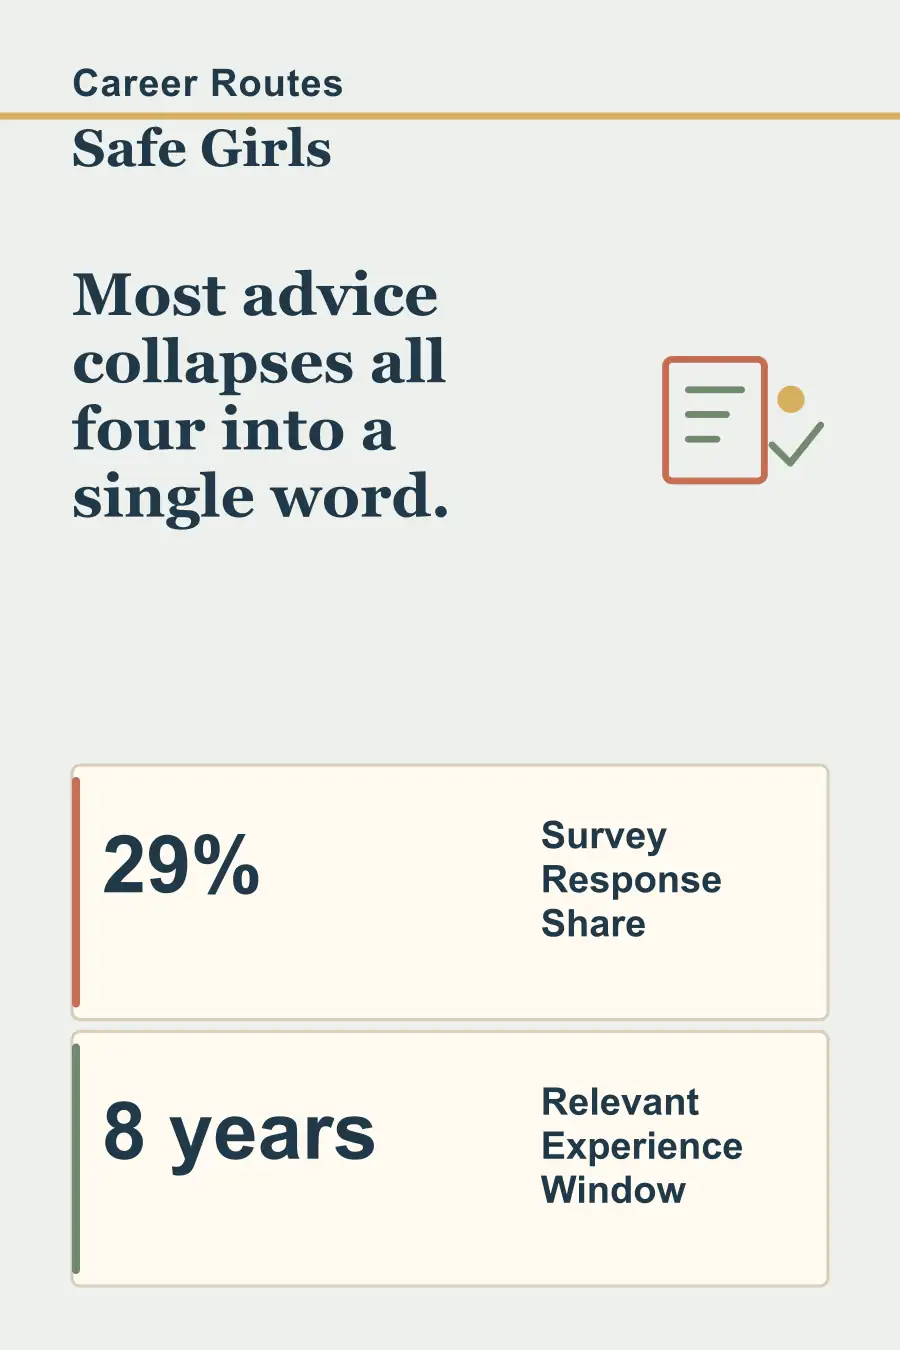 Career Routes
Safe Girls
Most advice
collapses all
four into a
single word.
29%
Survey
Response
Share
8 years
Relevant
Experience
Window